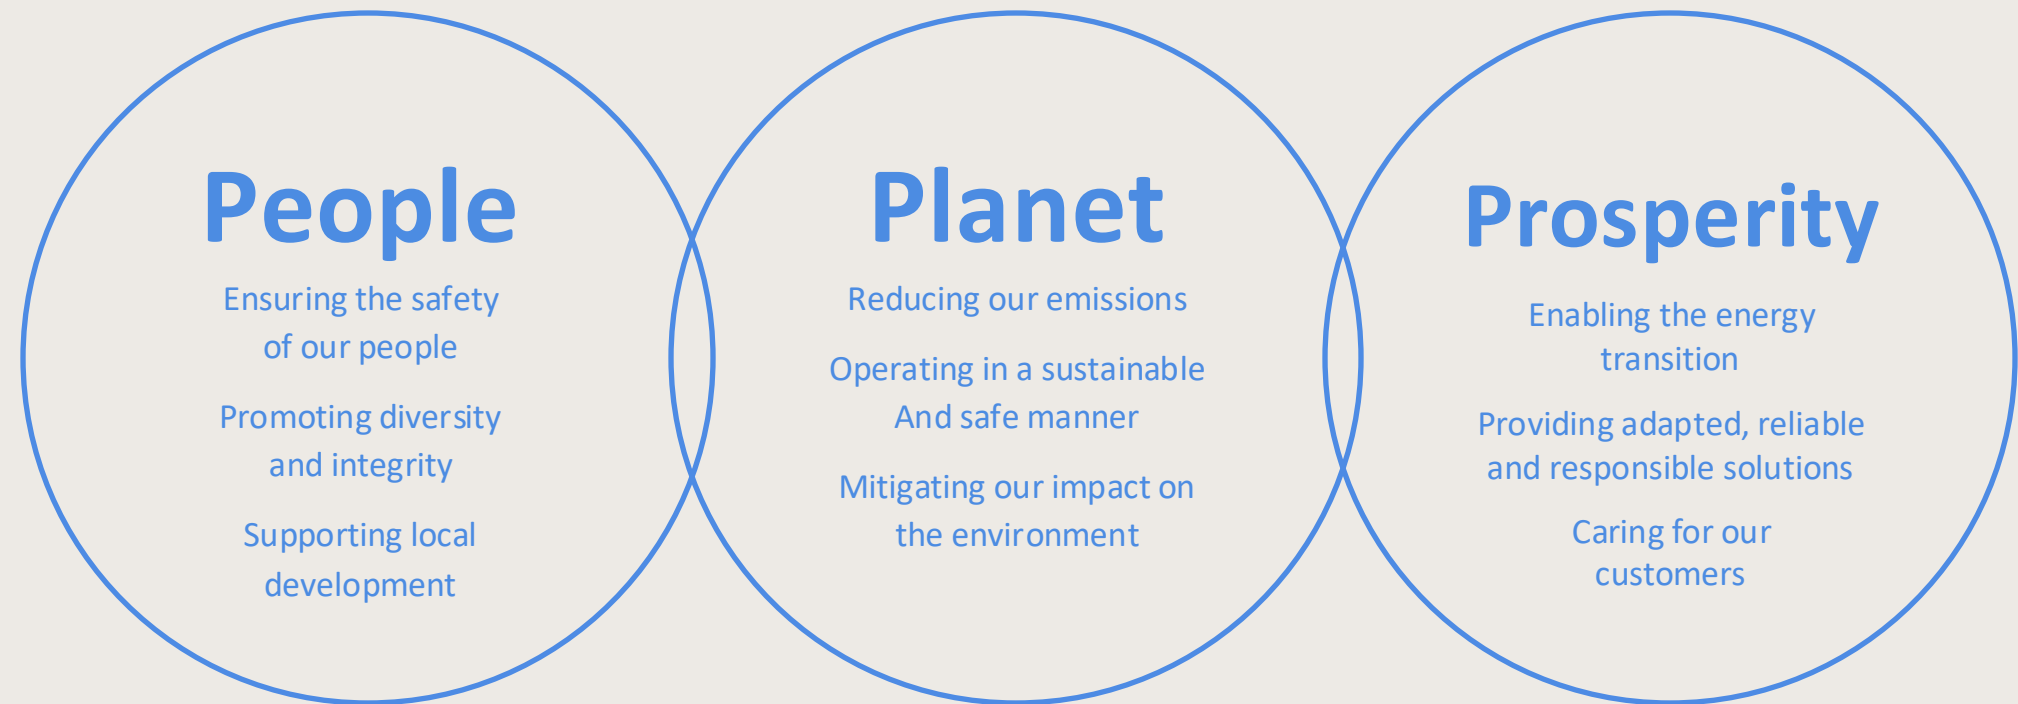 People
Ensuring the safety
of our people
Promoting diversity
and integrity
Supporting local
development
Planet
Reducing our emissions
Operating in a sustainable
And safe manner
Mitigating our impact on
the environment
Prosperity
Enabling the energy
transition
Providing adapted, reliable
and responsible solutions
Caring for our
customers